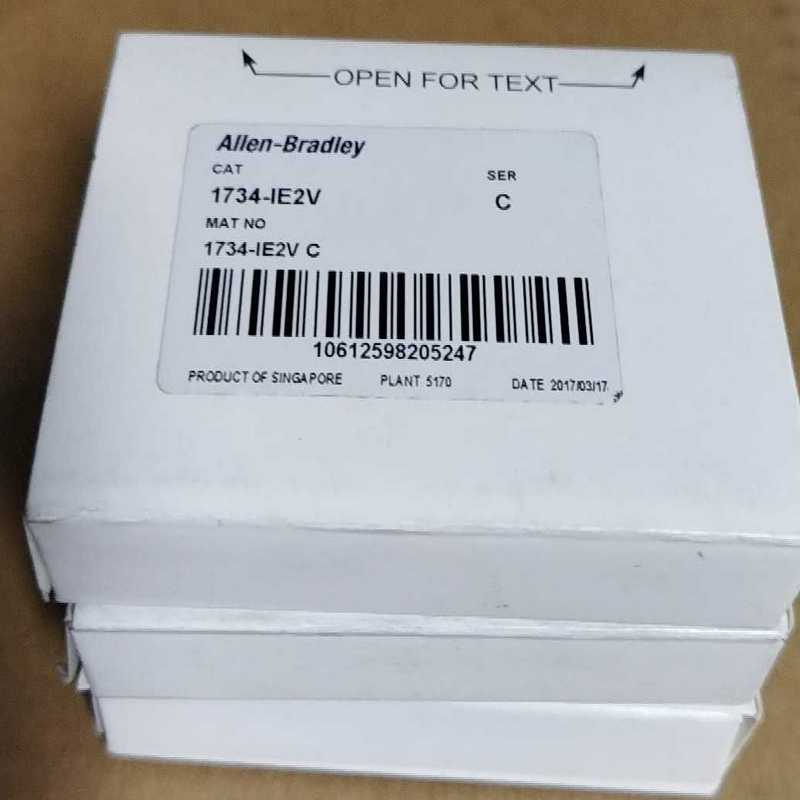 OPEN FOR TEXT
Allen-Bradley
CAT
SER
1734-IE2V
C
MAT NO
1734-IE2V C
10612598205247
PRODUCT OF SINGAPORE PLANT 5170 DATE 2017/03/17